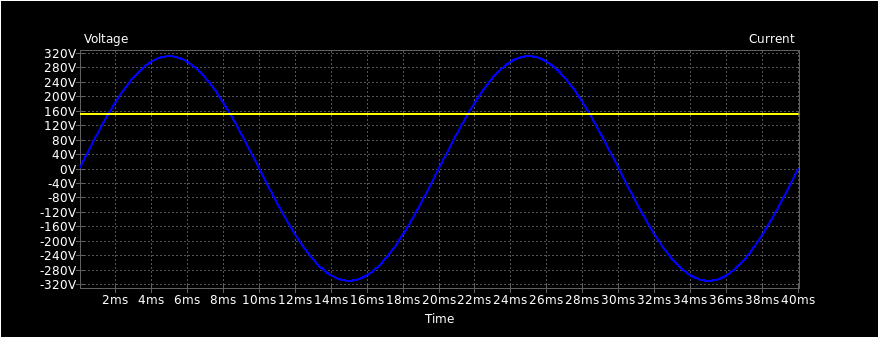 Voltage Current
320V
280V
240V
200V
160V
120V
80V
40V
0V
-40V
-80V
-120V
-160V
-200V
-240V
-280V
-320V
2ms 4ms 6ms 8ms 10ms 12ms 14ms 16ms 18ms 20ms 22ms 24ms 26ms 28ms 30ms 32ms 34ms 36ms 38ms 40ms
Time